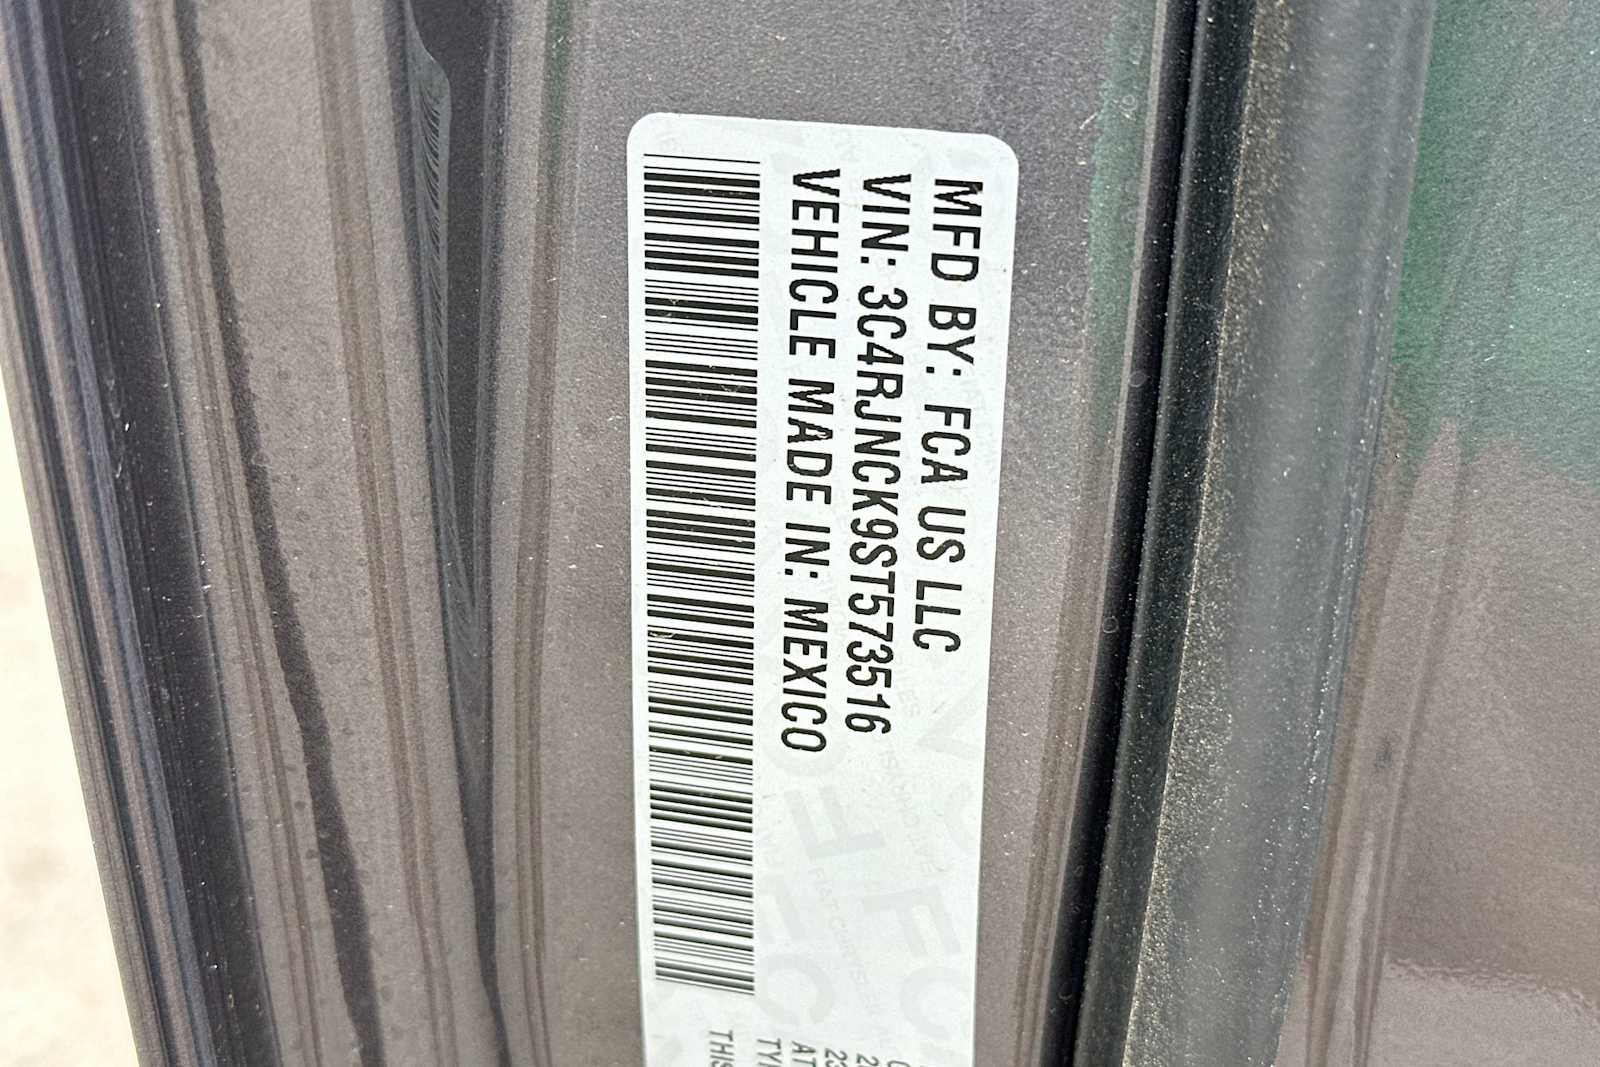 MFD BY: FCA US LLC
VIN: 3C4RJNCK9ST573516
VEHICLE MADE IN: MEXICO